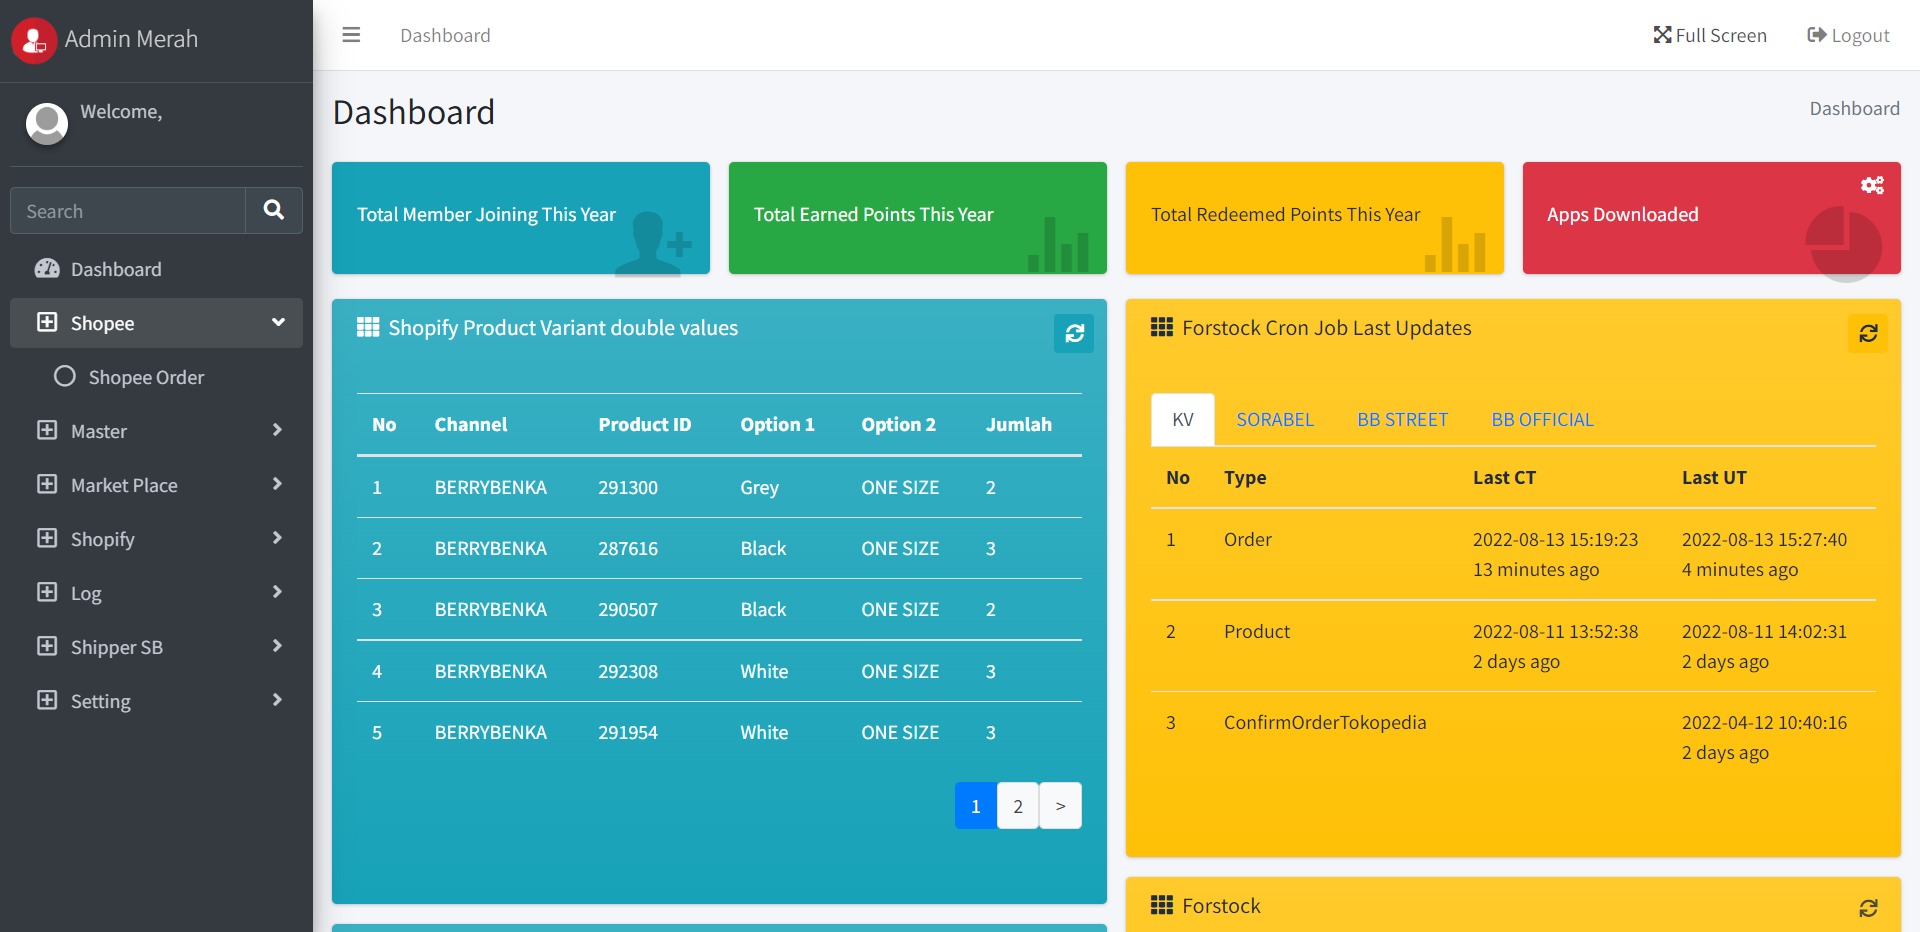 Admin Merah
Dashboard
Full Screen
Logout
Welcome,
Search
Dashboard
Shopee
Shopee Order
Master
Market Place
Shopify
Log
Shipper SB
Setting
Dashboard
Dashboard
Total Member Joining This Year
Total Earned Points This Year
Total Redeemed Points This Year
Apps Downloaded
Shopify Product Variant double values
No Channel Product ID Option 1 Option 2 Jumlah
1 BERRYBENKA 291300 Grey ONE SIZE 2
2 BERRYBENKA 287616 Black ONE SIZE 3
3 BERRYBENKA 290507 Black ONE SIZE 2
4 BERRYBENKA 292308 White ONE SIZE 3
5 BERRYBENKA 291954 White ONE SIZE 3
1 2 >
Forstock Cron Job Last Updates
KV SORABEL BB STREET BB OFFICIAL
No Type Last CT Last UT
1 Order 2022-08-13 15:19:23 2022-08-13 15:27:40
13 minutes ago 4 minutes ago
2 Product 2022-08-11 13:52:38 2022-08-11 14:02:31
2 days ago 2 days ago
3 ConfirmOrderTokopedia 2022-04-12 10:40:16
2 days ago
Forstock